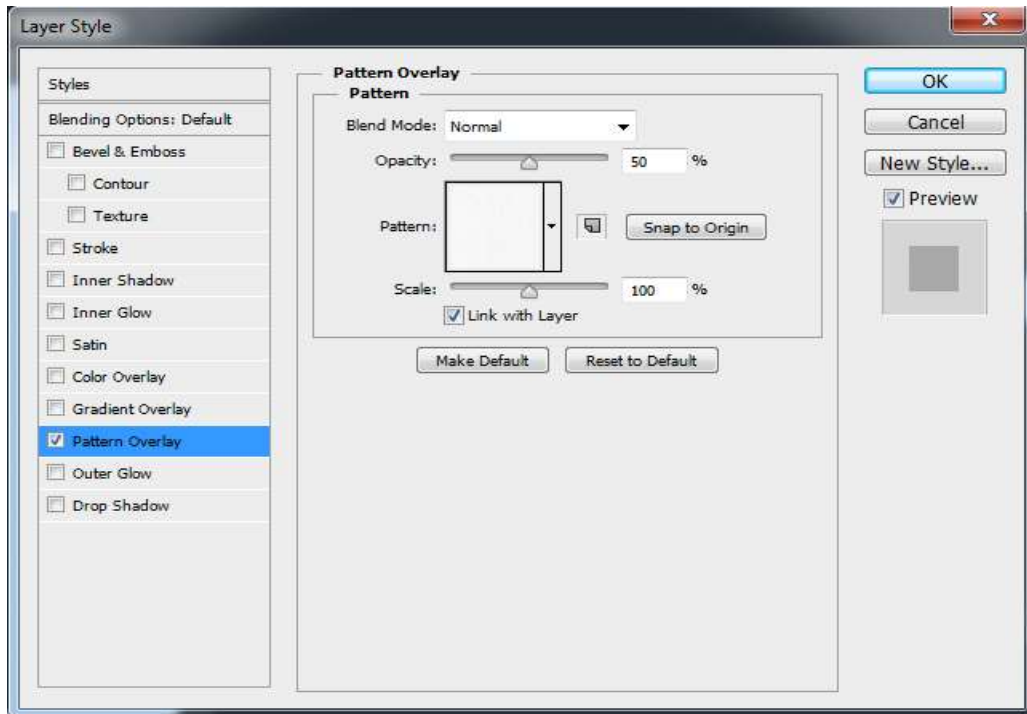 Layer Style
Styles
Blending Options: Default
Bevel & Emboss
Contour
Texture
Stroke
Inner Shadow
Inner Glow
Satin
Color Overlay
Gradient Overlay
Pattern Overlay
Outer Glow
Drop Shadow
Pattern Overlay
Pattern
Blend Mode: Normal
Opacity: 50 %
Pattern: Snap to Origin
Scale: 100 %
Link with Layer
Make Default Reset to Default
OK
Cancel
New Style...
Preview